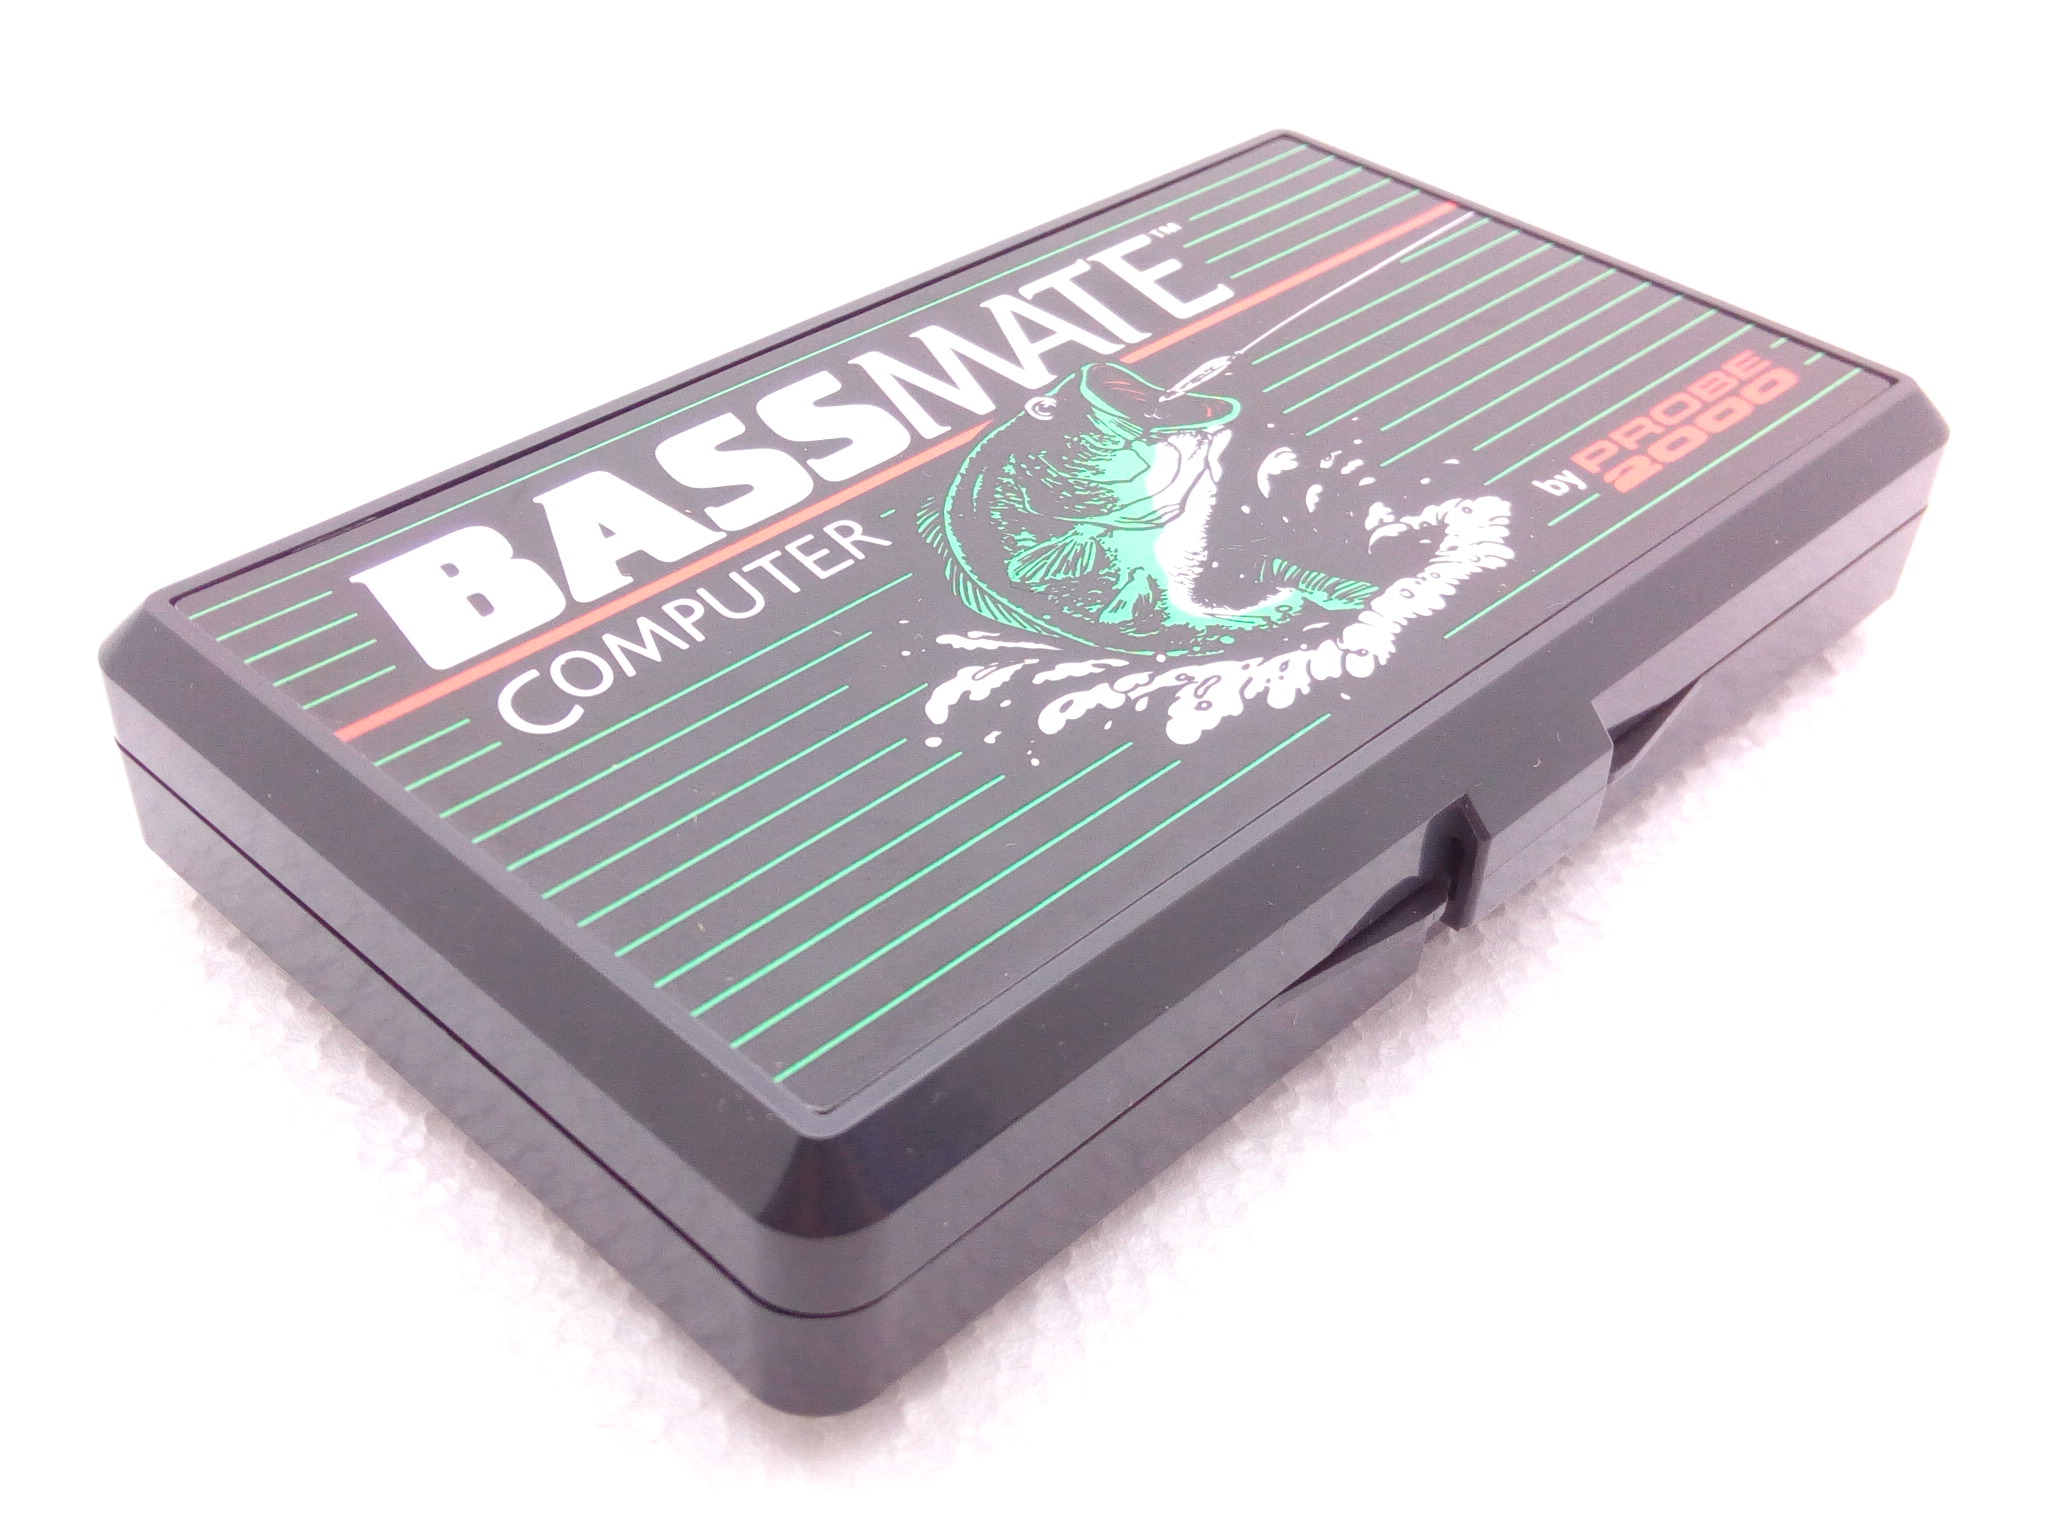 BASSMATE™
COMPUTER
by PROBE
2000